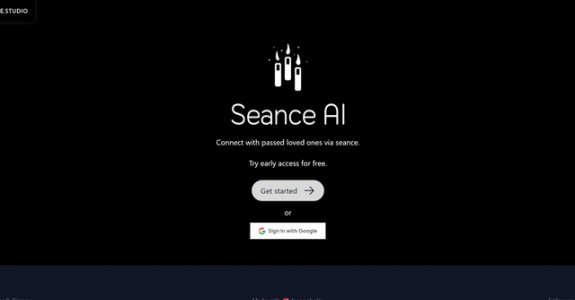 E.STUDIO
Seance AI
Connect with passed loved ones via seance.
Try early access for free.
Get started
or
Sign in with Google